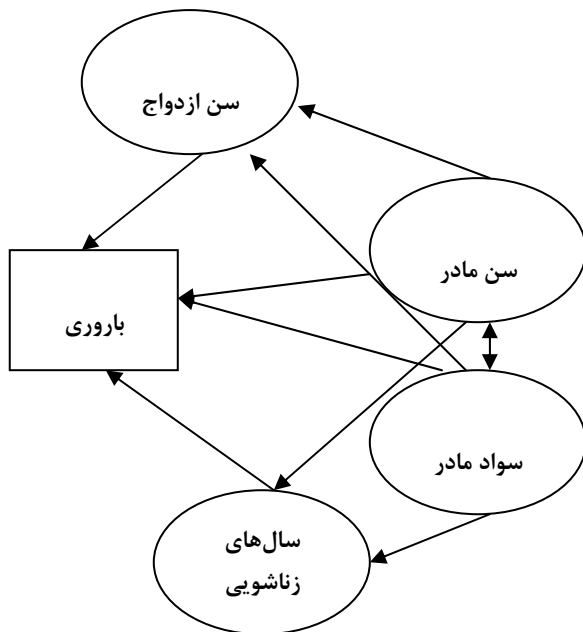 سن ازدواج
سن مادر
باروری
سواد مادر
سال‌های
زناشویی